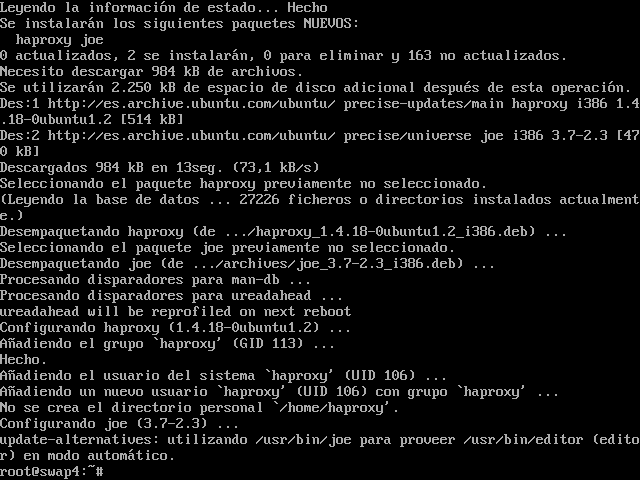 Leyendo la información de estado... Hecho
Se instalarán los siguientes paquetes NUEVOS:
  haproxy joe
0 actualizados, 2 se instalarán, 0 para eliminar y 163 no actualizados.
Necesito descargar 984 kB de archivos.
Se utilizarán 2.250 kB de espacio de disco adicional después de esta operación.
Des:1 http://es.archive.ubuntu.com/ubuntu/ precise-updates/main haproxy i386 1.4
.18-0ubuntu1.2 [514 kB]
Des:2 http://es.archive.ubuntu.com/ubuntu/ precise/universe joe i386 3.7-2.3 [47
0 kB]
Descargados 984 kB en 13seg. (73,1 kB/s)
Seleccionando el paquete haproxy previamente no seleccionado.
(Leyendo la base de datos ... 27226 ficheros o directorios instalados actualment
e.)
Desempaquetando haproxy (de .../haproxy_1.4.18-0ubuntu1.2_i386.deb) ...
Seleccionando el paquete joe previamente no seleccionado.
Desempaquetando joe (de .../archives/joe_3.7-2.3_i386.deb) ...
Procesando disparadores para man-db ...
Procesando disparadores para ureadahead ...
ureadahead will be reprofiled on next reboot
Configurando haproxy (1.4.18-0ubuntu1.2) ...
Añadiendo el grupo `haproxy' (GID 113) ...
Hecho.
Añadiendo el usuario del sistema `haproxy' (UID 106) ...
Añadiendo un nuevo usuario `haproxy' (UID 106) con grupo `haproxy' ...
No se crea el directorio personal `/home/haproxy'.
Configurando joe (3.7-2.3) ...
update-alternatives: utilizando /usr/bin/joe para proveer /usr/bin/editor (edito
r) en modo automático.
root@swap4:~#